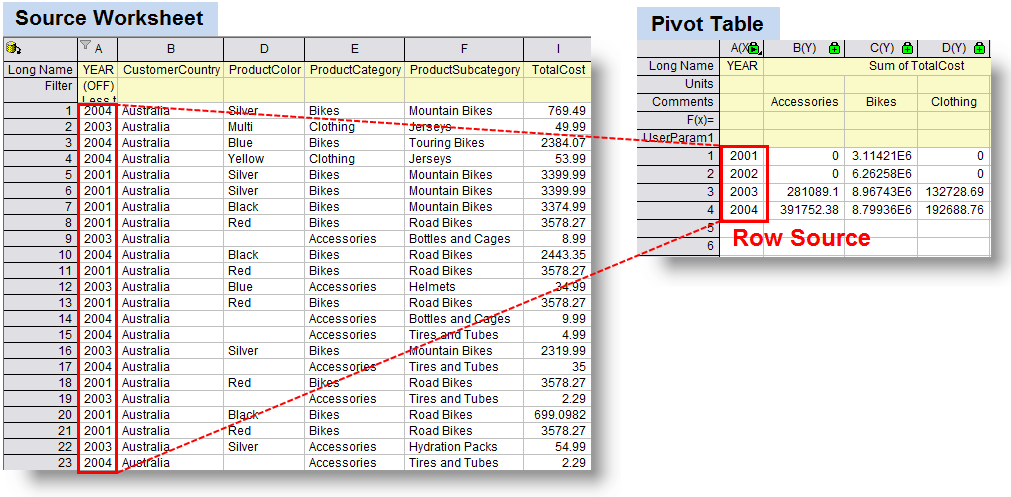 Source Worksheet
A B D E F I
Long Name YEAR CustomerCountry ProductColor ProductCategory ProductSubcategory TotalCost
Filter (OFF)
Less t
1 2004 Australia Silver Bikes Mountain Bikes 769.49
2 2003 Australia Multi Clothing Jerseys 49.99
3 2004 Australia Blue Bikes Touring Bikes 2384.07
4 2004 Australia Yellow Clothing Jerseys 53.99
5 2001 Australia Silver Bikes Mountain Bikes 3399.99
6 2001 Australia Silver Bikes Mountain Bikes 3399.99
7 2001 Australia Black Bikes Mountain Bikes 3374.99
8 2001 Australia Red Bikes Road Bikes 3578.27
9 2003 Australia Accessories Bottles and Cages 8.99
10 2004 Australia Black Bikes Road Bikes 2443.35
11 2001 Australia Red Bikes Road Bikes 3578.27
12 2003 Australia Blue Accessories Helmets 34.99
13 2001 Australia Red Bikes Road Bikes 3578.27
14 2004 Australia Accessories Bottles and Cages 9.99
15 2004 Australia Accessories Tires and Tubes 4.99
16 2003 Australia Silver Bikes Mountain Bikes 2319.99
17 2004 Australia Accessories Tires and Tubes 35
18 2001 Australia Red Bikes Road Bikes 3578.27
19 2003 Australia Accessories Tires and Tubes 2.29
20 2001 Australia Black Bikes Road Bikes 699.0982
21 2001 Australia Red Bikes Road Bikes 3578.27
22 2003 Australia Silver Accessories Hydration Packs 54.99
23 2004 Australia Accessories Tires and Tubes 2.29
Pivot Table
A(X) B(Y) C(Y) D(Y)
Long Name YEAR Sum of TotalCost
Units
Comments Accessories Bikes Clothing
F(x)=
UserParam1
1 2001 0 3.11421E6 0
2 2002 0 6.26258E6 0
3 2003 281089.1 8.96743E6 132728.69
4 2004 391752.38 8.79936E6 192688.76
5
6
Row Source